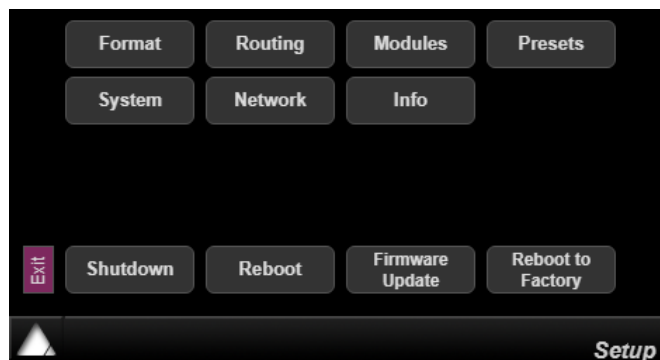 Format Routing Modules Presets
System Network Info
Exit Shutdown Reboot Firmware Update Reboot to Factory
Setup